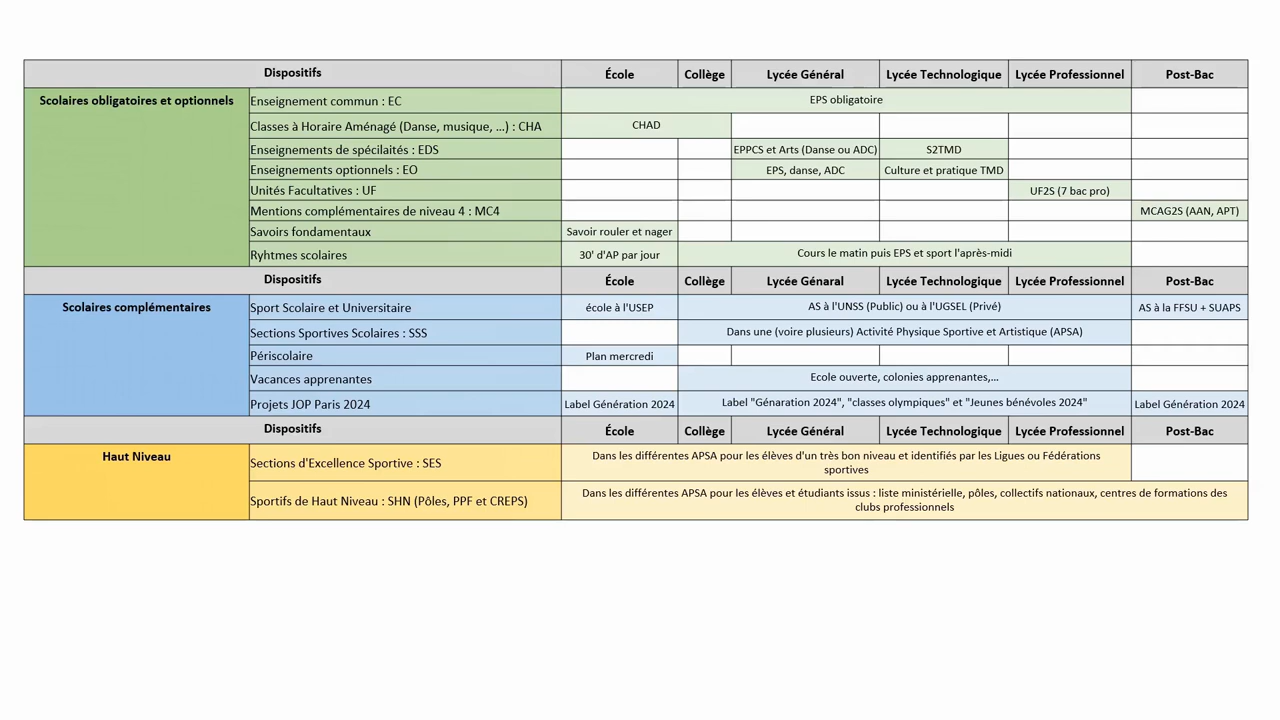 Dispositifs École Collège Lycée Général Lycée Technologique Lycée Professionnel Post-Bac
Scolaires obligatoires et optionnels Enseignement commun : EC EPS obligatoire
Classes à Horaire Aménagé (Danse, musique, ...) : CHA CHAD
Enseignements de spécilaités : EDS EPPCS et Arts (Danse ou ADC) S2TMD
Enseignements optionnels : EO EPS, danse, ADC Culture et pratique TMD
Unités Facultatives : UF UF2S (7 bac pro)
Mentions complémentaires de niveau 4 : MC4 MCAG2S (AAN, APT)
Savoirs fondamentaux Savoir rouler et nager
Ryhtmes scolaires 30' d'AP par jour Cours le matin puis EPS et sport l'après-midi
Dispositifs École Collège Lycée Génaral Lycée Technologique Lycée Professionnel Post-Bac
Scolaires complémentaires Sport Scolaire et Universitaire école à l'USEP AS à l'UNSS (Public) ou à l'UGSEL (Privé) AS à la FFSU + SUAPS
Sections Sportives Scolaires : SSS Dans une (voire plusieurs) Activité Physique Sportive et Artistique (APSA)
Périscolaire Plan mercredi
Vacances apprenantes Ecole ouverte, colonies apprenantes,...
Projets JOP Paris 2024 Label Génération 2024 Label "Génaration 2024", "classes olympiques" et "Jeunes bénévoles 2024" Label Génération 2024
Dispositifs École Collège Lycée Général Lycée Technologique Lycée Professionnel Post-Bac
Haut Niveau Sections d'Excellence Sportive : SES Dans les différentes APSA pour les élèves d'un très bon niveau et identifiés par les Ligues ou Fédérations
sportives
Sportifs de Haut Niveau : SHN (Pôles, PPF et CREPS) Dans les différentes APSA pour les élèves et étudiants issus : liste ministérielle, pôles, collectifs nationaux, centres de formations des
clubs professionnels